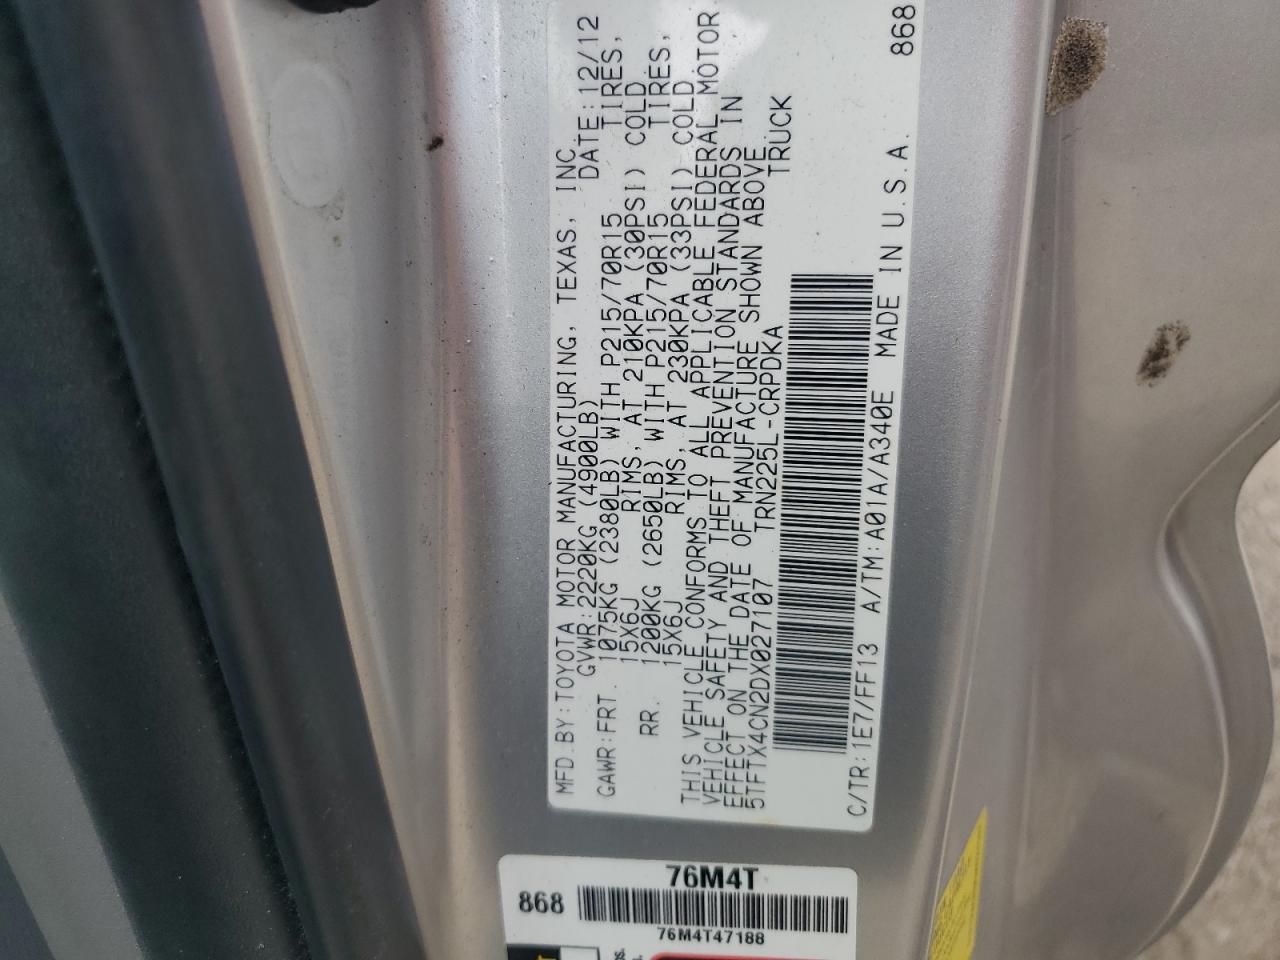 MFD.BY:TOYOTA MOTOR MANUFACTURING, TEXAS, INC.
GVWR:2220KG (4900LB) DATE:12/12
GAWR:FRT. 1075KG (2380LB) WITH P215/70R15 TIRES,
15X6J RIMS, AT 210KPA (30PSI) COLD
RR. 1200KG (2650LB) WITH P215/70R15 TIRES,
15X6J RIMS, AT 230KPA (33PSI) COLD
THIS VEHICLE CONFORMS TO ALL APPLICABLE FEDERAL MOTOR
VEHICLE SAFETY AND THEFT PREVENTION STANDARDS IN
EFFECT ON THE DATE OF MANUFACTURE SHOWN ABOVE
5TFTX4CN2DX027107 TRN225L-CRPDKA TRUCK
C/TR:1E7/FF13 A/TM:A01A/A340E MADE IN U.S.A. 868
76M4T
868
76M4T47188